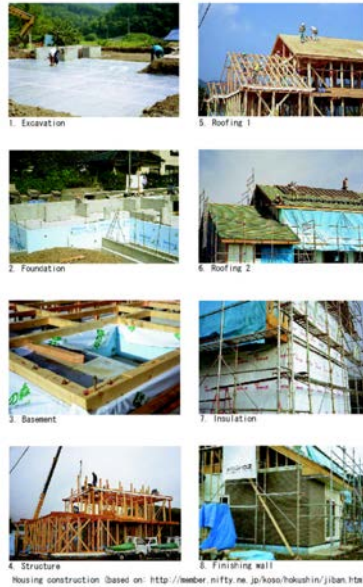 1. Excavation
5. Roofing 1
2. Foundation
6. Roofing 2
3. Basement
7. Insulation
4. Structure
8. Finishing wall
Housing construction (based on: http://member.nifty.ne.jp/koso/hokushin/jiban.htm